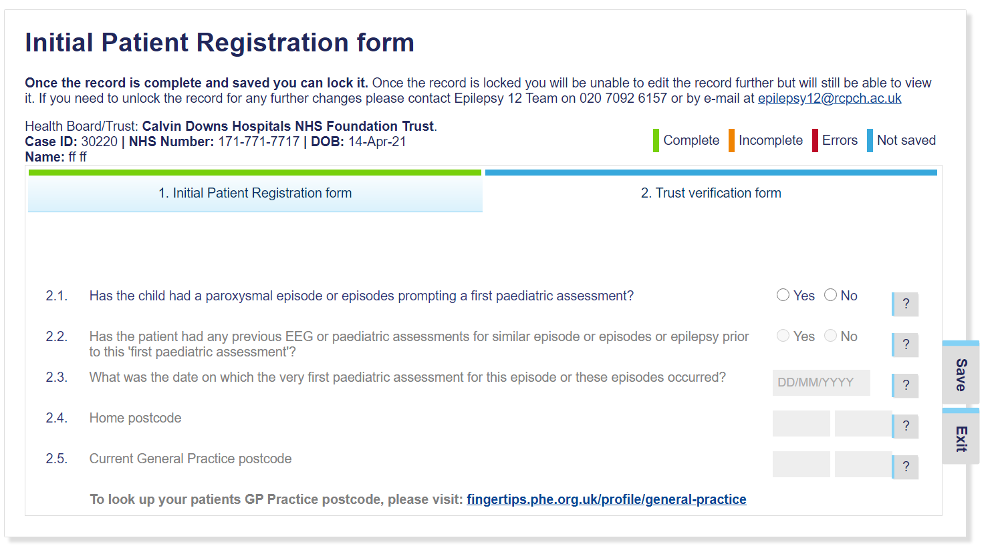 Initial Patient Registration form
Once the record is complete and saved you can lock it. Once the record is locked you will be unable to edit the record further but will still be able to view
it. If you need to unlock the record for any further changes please contact Epilepsy 12 Team on 020 7092 6157 or by e-mail at epilepsy12@rcpch.ac.uk
Health Board/Trust: Calvin Downs Hospitals NHS Foundation Trust.
Case ID: 30220 | NHS Number: 171-771-7717 | DOB: 14-Apr-21
Name: ff ff
Complete Incomplete Errors Not saved
1. Initial Patient Registration form 2. Trust verification form
2.1. Has the child had a paroxysmal episode or episodes prompting a first paediatric assessment? Yes No ?
2.2. Has the patient had any previous EEG or paediatric assessments for similar episode or episodes or epilepsy prior Yes No ?
to this 'first paediatric assessment'?
2.3. What was the date on which the very first paediatric assessment for this episode or these episodes occurred? DD/MM/YYYY ?
2.4. Home postcode ?
2.5. Current General Practice postcode ?
To look up your patients GP Practice postcode, please visit: fingertips.phe.org.uk/profile/general-practice
Save
Exit